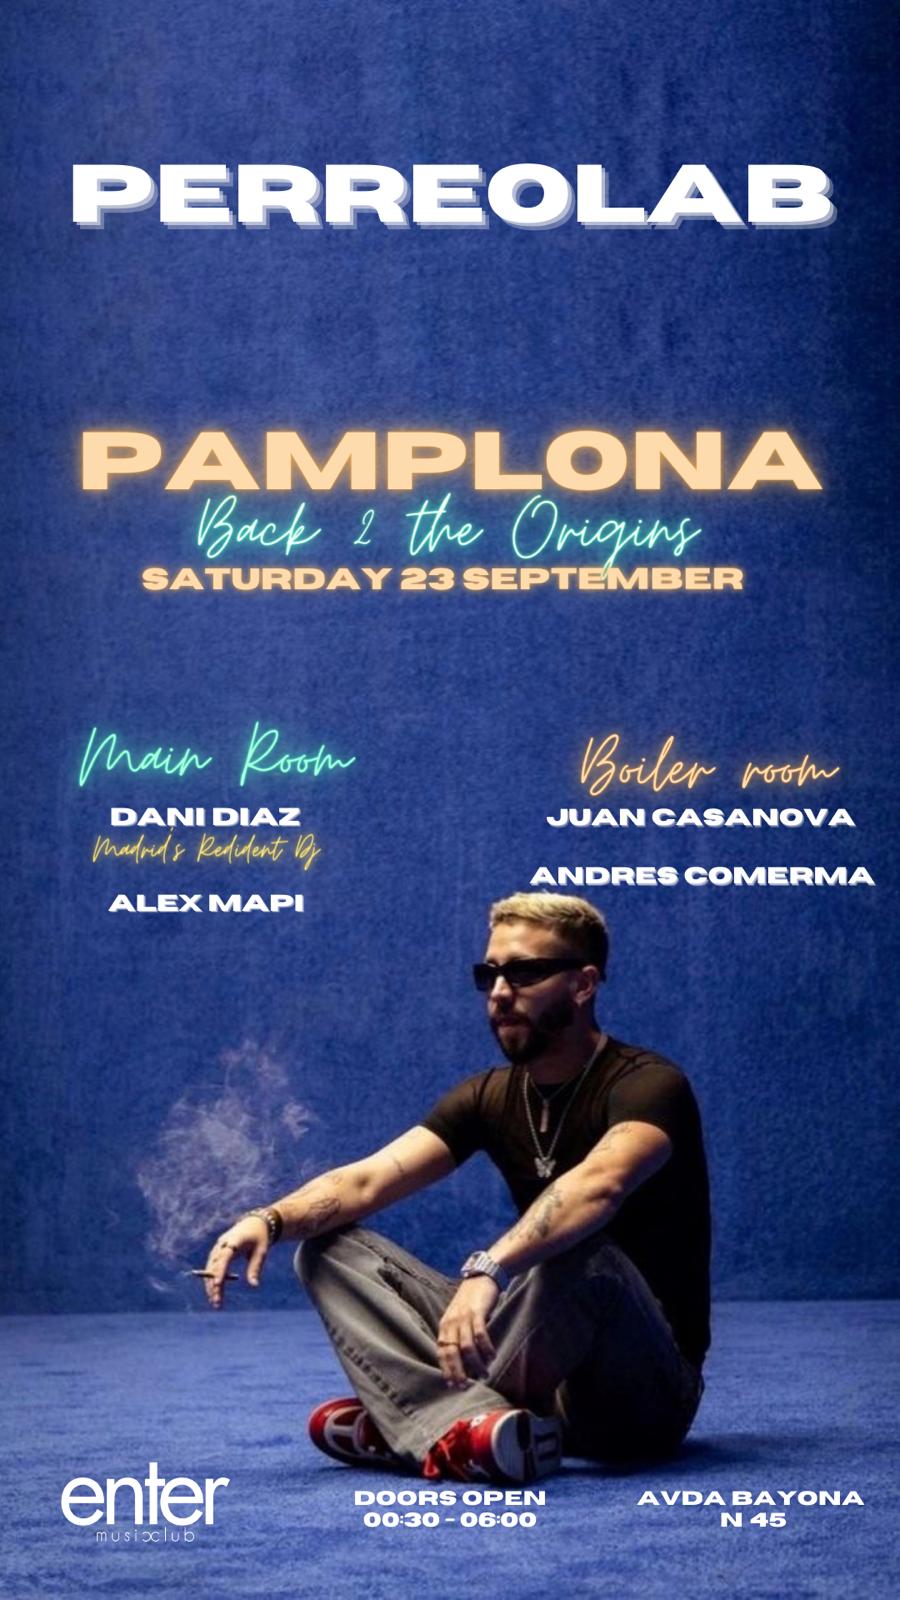 PERREOLAB
PAMPLONA
Back 2 the Origins
SATURDAY 23 SEPTEMBER
Main Room
DANI DIAZ
Madrid's Redident Dj
ALEX MAPI
Boiler room
JUAN CASANOVA
ANDRES COMERMA
enter
musicclub
DOORS OPEN
00:30 - 06:00
AVDA BAYONA
N 45